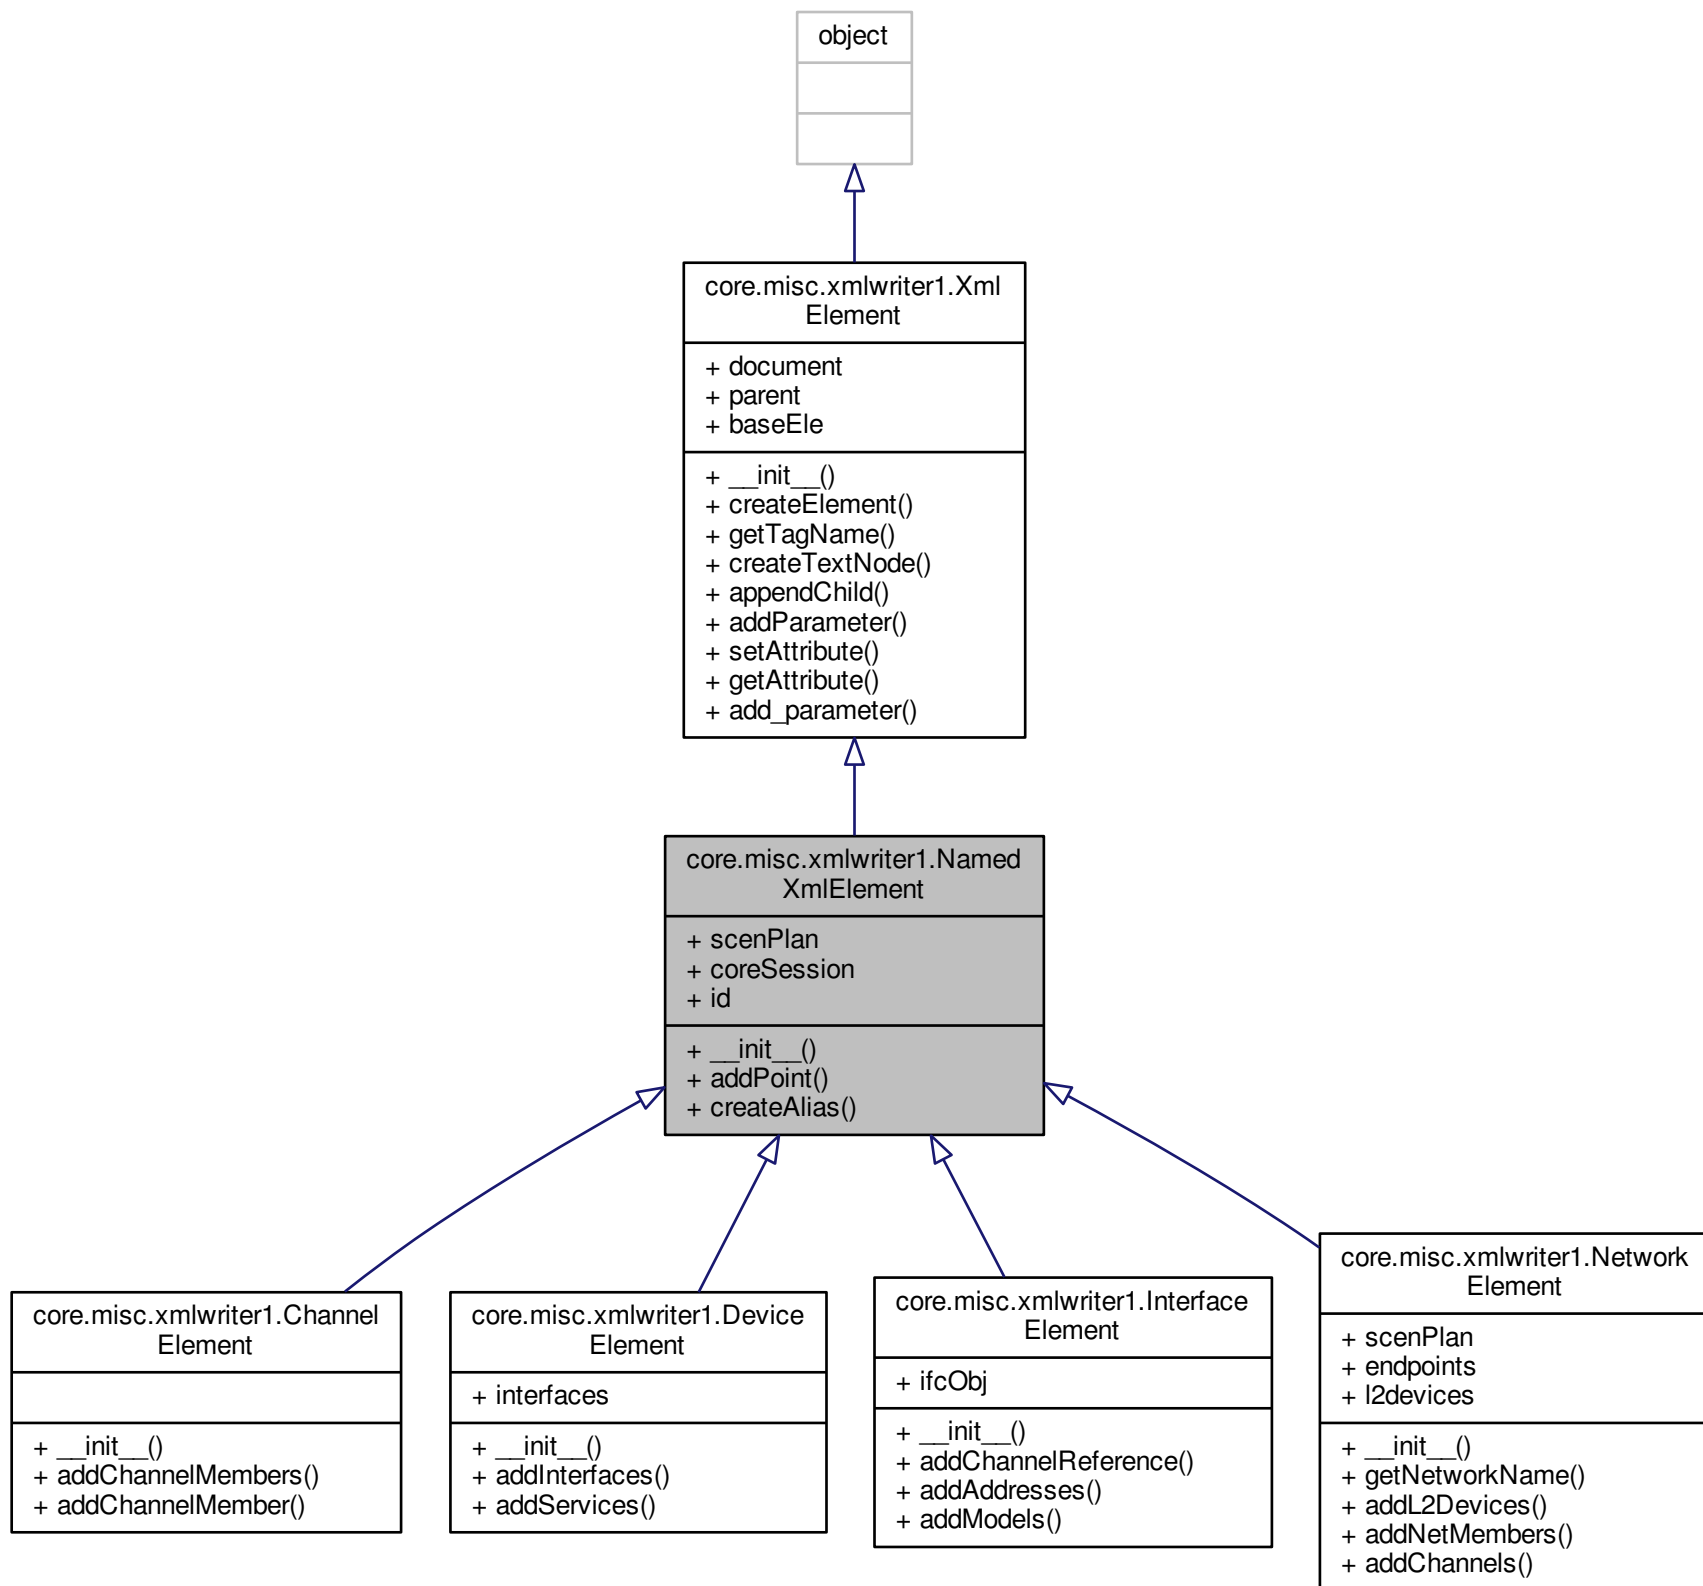 object
core.misc.xmlwriter1.Xml
Element
+ document
+ parent
+ baseEle
+ __init__()
+ createElement()
+ getTagName()
+ createTextNode()
+ appendChild()
+ addParameter()
+ setAttribute()
+ getAttribute()
+ add_parameter()
core.misc.xmlwriter1.Named
XmlElement
+ scenPlan
+ coreSession
+ id
+ __init__()
+ addPoint()
+ createAlias()
core.misc.xmlwriter1.Channel
Element
+ __init__()
+ addChannelMembers()
+ addChannelMember()
core.misc.xmlwriter1.Device
Element
+ interfaces
+ __init__()
+ addInterfaces()
+ addServices()
core.misc.xmlwriter1.Interface
Element
+ ifcObj
+ __init__()
+ addChannelReference()
+ addAddresses()
+ addModels()
core.misc.xmlwriter1.Network
Element
+ scenPlan
+ endpoints
+ l2devices
+ __init__()
+ getNetworkName()
+ addL2Devices()
+ addNetMembers()
+ addChannels()